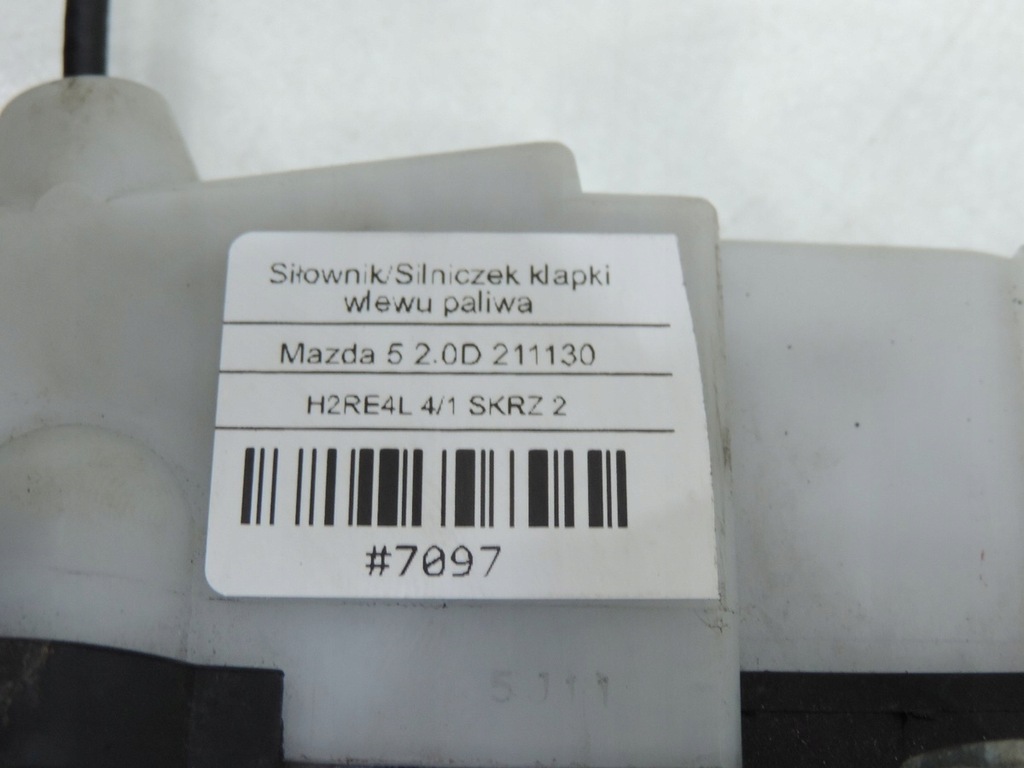 Siłownik/Silniczek klapki
wlewu paliwa
Mazda 5 2.0D 211130
H2RE4L 4/1 SKRZ 2
#7097